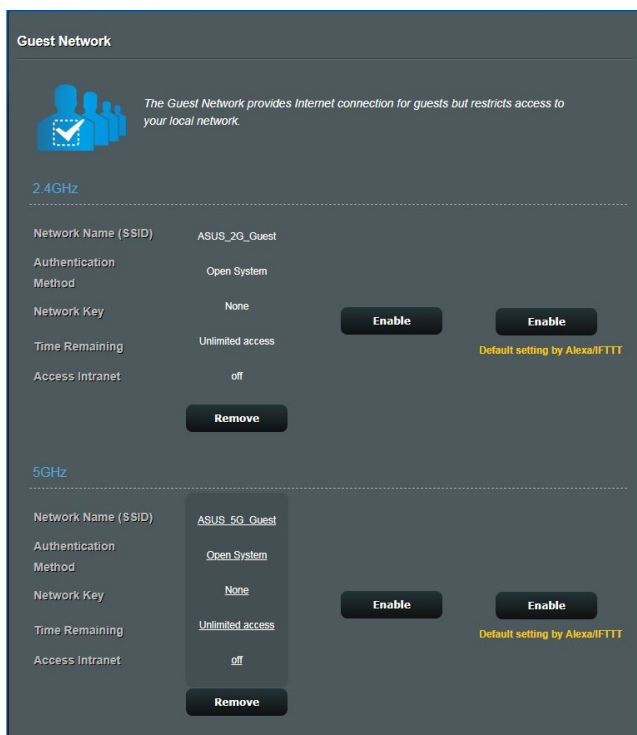 Guest Network
The Guest Network provides Internet connection for guests but restricts access to
your local network.
2.4GHz
Network Name (SSID) ASUS_2G_Guest
Authentication
Method Open System
Network Key None
Enable Enable
Time Remaining Unlimited access
Default setting by Alexa/IFTTT
Access Intranet off
Remove
5GHz
Network Name (SSID) ASUS_5G_Guest
Authentication
Method Open System
Network Key None
Enable Enable
Time Remaining Unlimited access
Default setting by Alexa/IFTTT
Access Intranet off
Remove